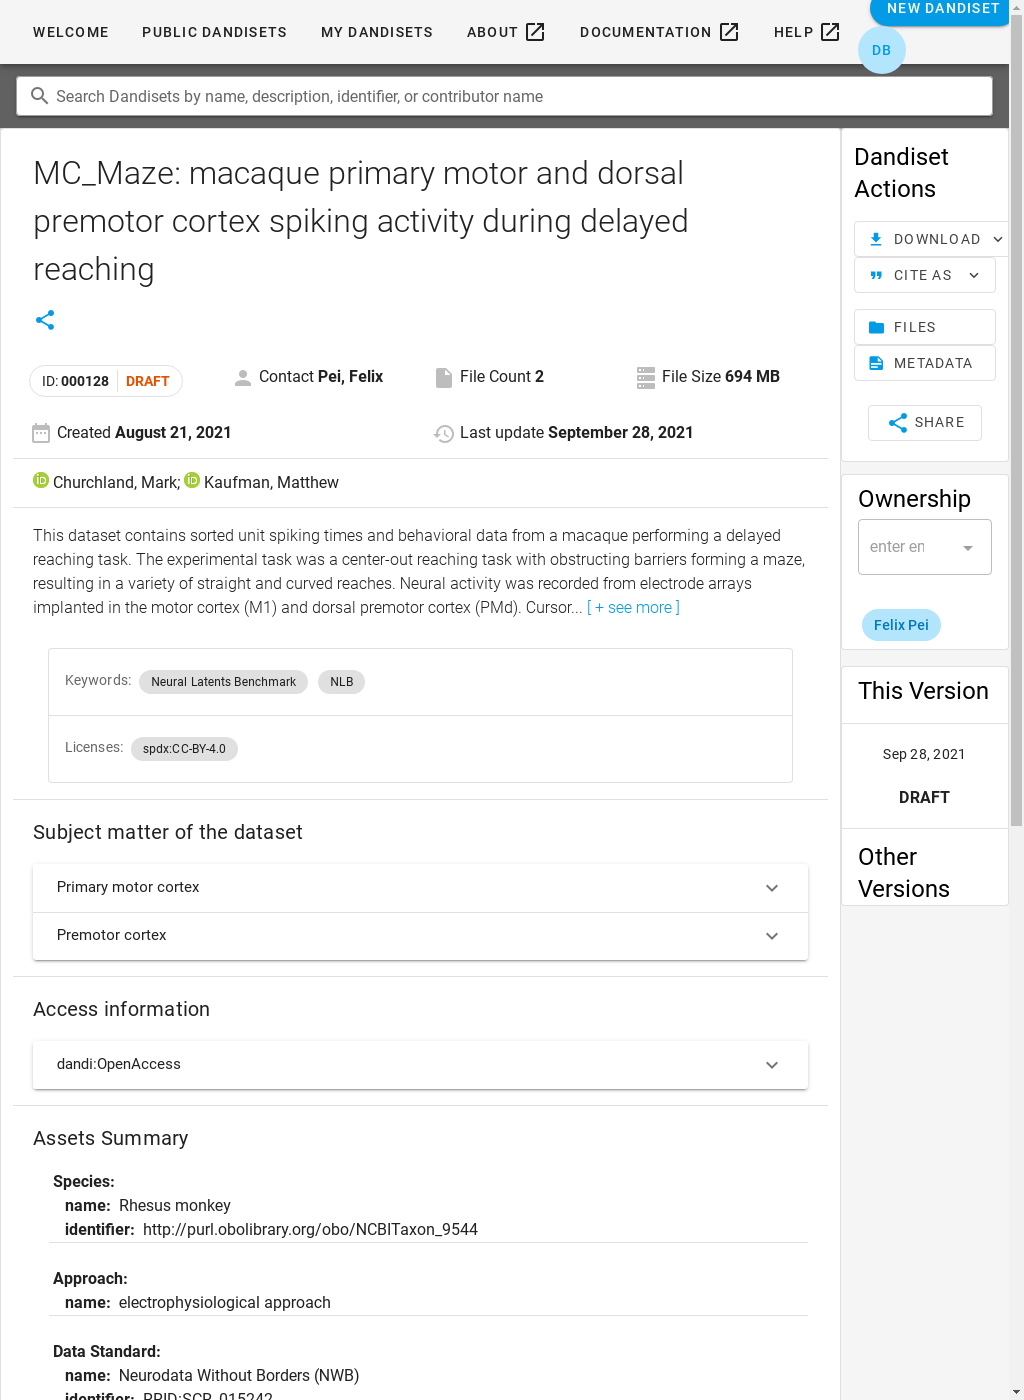 WELCOME PUBLIC DANDISETS MY DANDISETS ABOUT DOCUMENTATION HELP NEW DANDISET
DB
Search Dandisets by name, description, identifier, or contributor name
MC_Maze: macaque primary motor and dorsal
premotor cortex spiking activity during delayed
reaching
ID: 000128 DRAFT
Contact Pei, Felix
File Count 2
File Size 694 MB
Created August 21, 2021
Last update September 28, 2021
Churchland, Mark; Kaufman, Matthew
This dataset contains sorted unit spiking times and behavioral data from a macaque performing a delayed
reaching task. The experimental task was a center-out reaching task with obstructing barriers forming a maze,
resulting in a variety of straight and curved reaches. Neural activity was recorded from electrode arrays
implanted in the motor cortex (M1) and dorsal premotor cortex (PMd). Cursor... [ + see more ]
Keywords: Neural Latents Benchmark NLB
Licenses: spdx:CC-BY-4.0
Subject matter of the dataset
Primary motor cortex
Premotor cortex
Access information
dandi:OpenAccess
Assets Summary
Species:
name: Rhesus monkey
identifier: http://purl.obolibrary.org/obo/NCBITaxon_9544
Approach:
name: electrophysiological approach
Data Standard:
name: Neurodata Without Borders (NWB)
identifier: RRID:SCR_015242
Dandiset
Actions
DOWNLOAD
CITE AS
FILES
METADATA
SHARE
Ownership
enter en
Felix Pei
This Version
Sep 28, 2021
DRAFT
Other
Versions